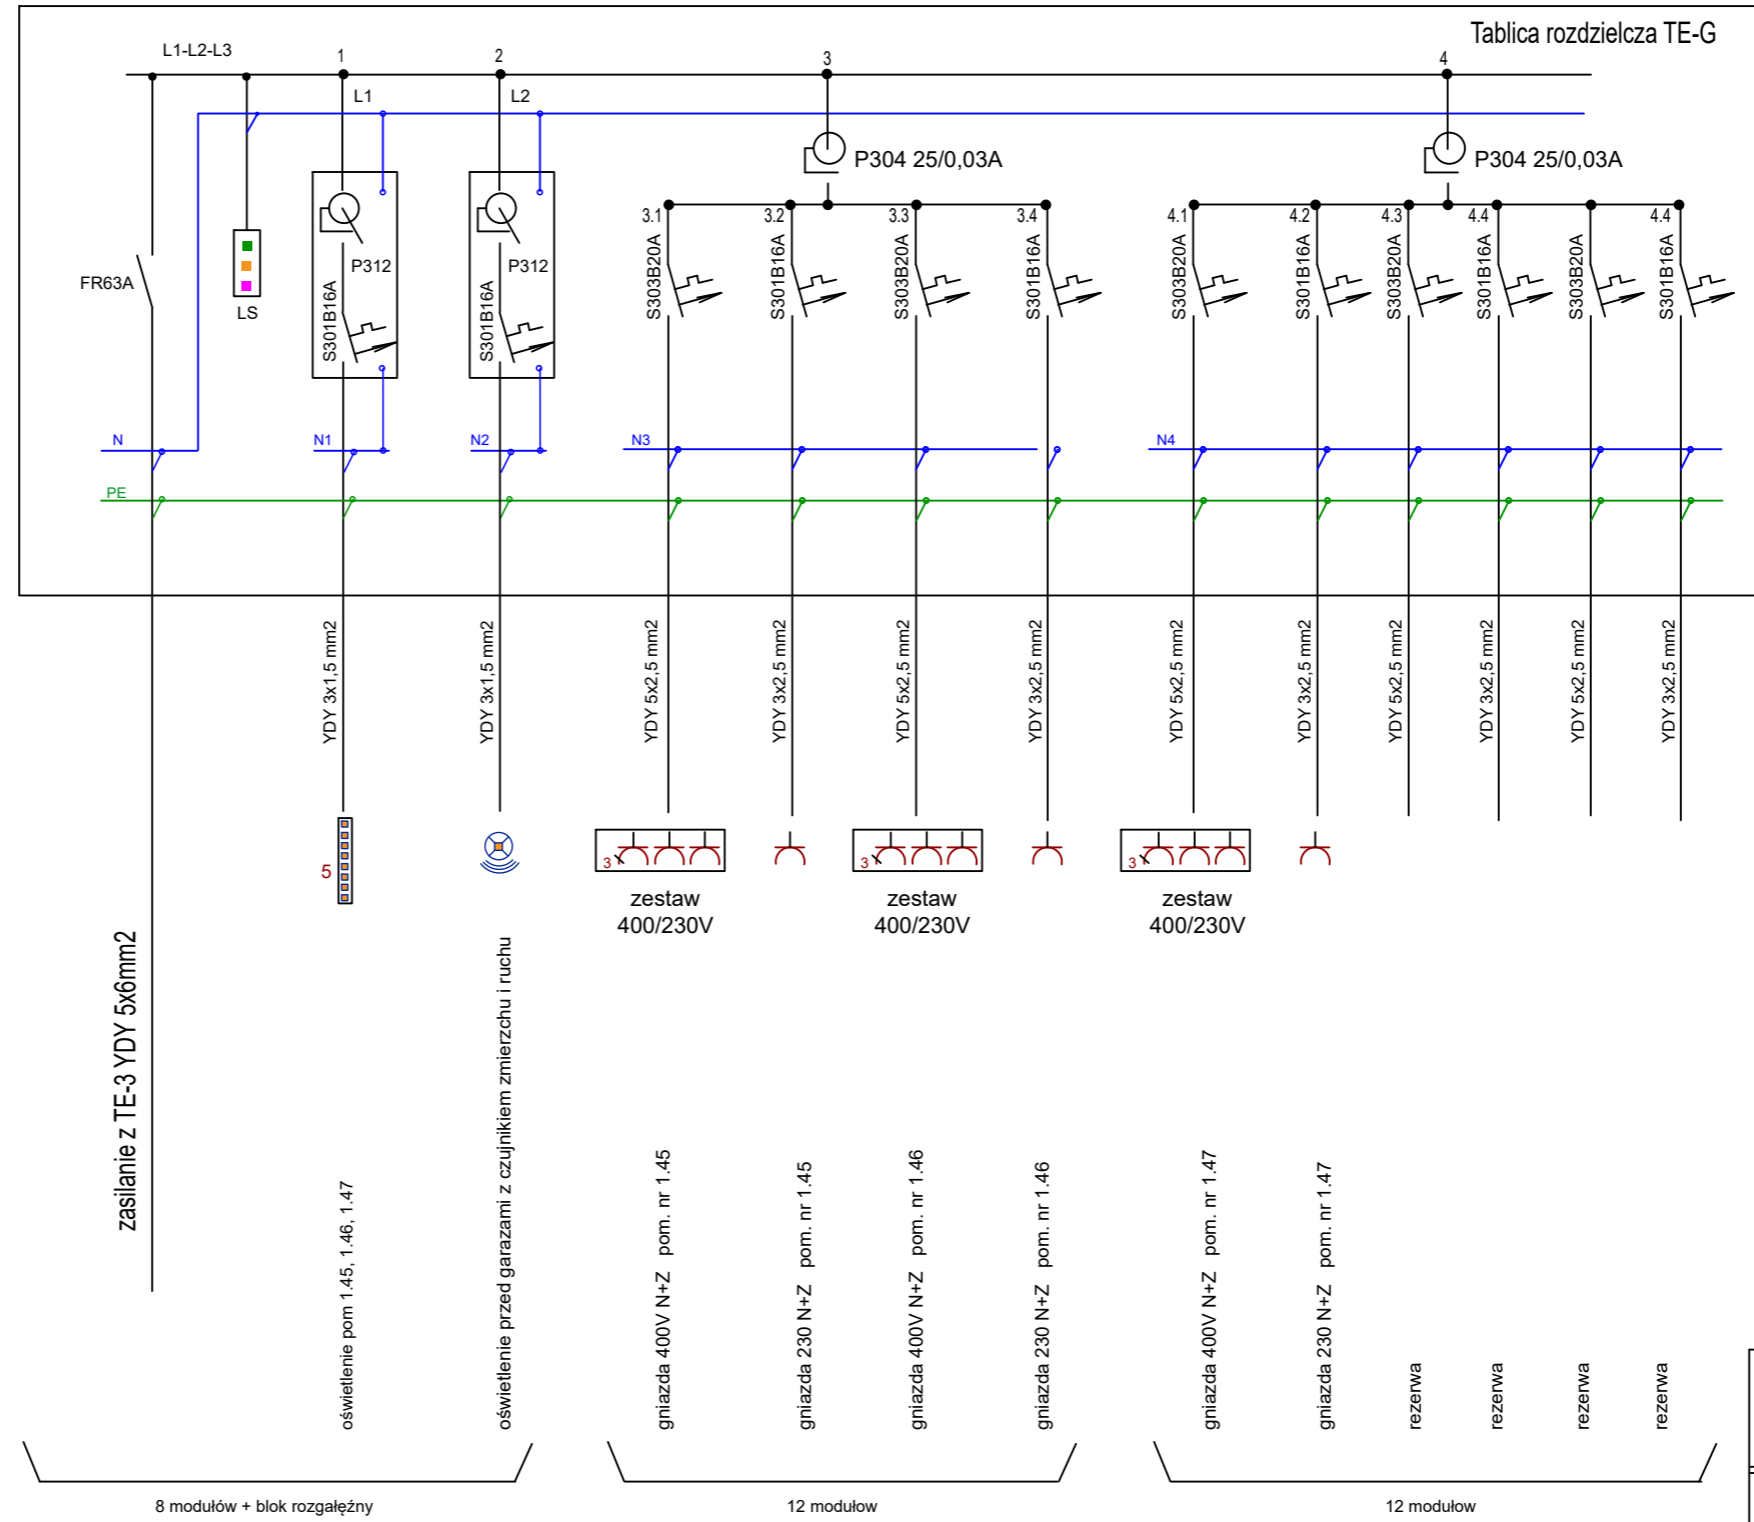 Tablica rozdzielcza TE-G
L1-L2-L3
1
2
3
4
L1
L2
P304 25/0,03A
P304 25/0,03A
3.1
3.2
3.3
3.4
4.1
4.2
4.3
4.4
4.4
FR63A
LS
P312
P312
S301B16A
S301B16A
S303B20A
S301B16A
S303B20A
S301B16A
S303B20A
S301B16A
S303B20A
S301B16A
S303B20A
S301B16A
N
N1
N2
N3
N4
PE
YDY 3x1,5 mm2
YDY 3x1,5 mm2
YDY 5x2,5 mm2
YDY 3x2,5 mm2
YDY 5x2,5 mm2
YDY 3x2,5 mm2
YDY 5x2,5 mm2
YDY 3x2,5 mm2
YDY 5x2,5 mm2
YDY 3x2,5 mm2
YDY 5x2,5 mm2
YDY 3x2,5 mm2
5
3
3
3
zestaw
400/230V
zestaw
400/230V
zestaw
400/230V
zasilanie z TE-3 YDY 5x6mm2
oświetlenie pom 1.45, 1.46, 1.47
oświetlenie przed garazami z czujnikiem zmierzchu i ruchu
gniazda 400V N+Z pom. nr 1.45
gniazda 230 N+Z pom. nr 1.45
gniazda 400V N+Z pom. nr 1.46
gniazda 230 N+Z pom. nr 1.46
gniazda 400V N+Z pom. nr 1.47
gniazda 230 N+Z pom. nr 1.47
rezerwa
rezerwa
rezerwa
rezerwa
8 modułów + blok rozgałęźny
12 modułow
12 modułow